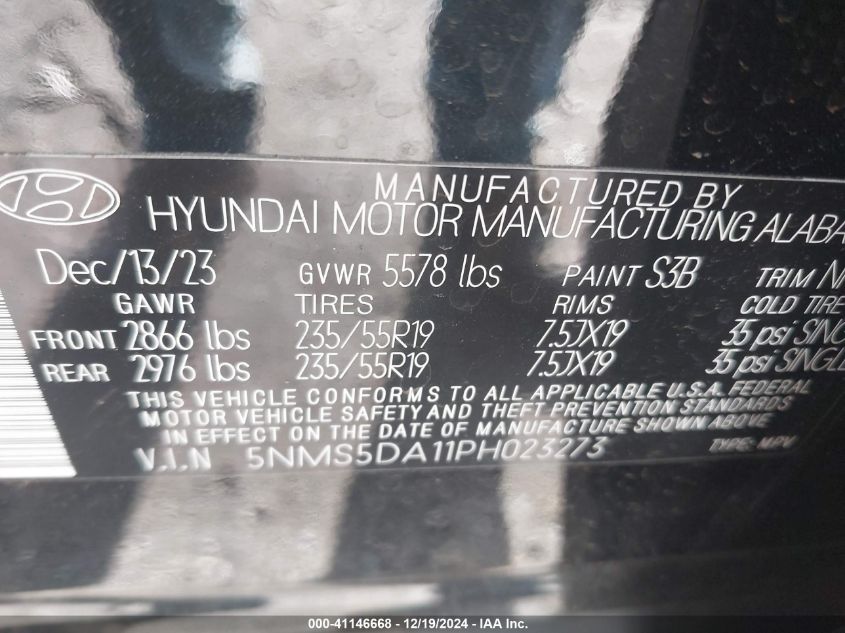 MANUFACTURED BY
HYUNDAI MOTOR MANUFACTURING ALABA
Dec/13/23 GVWR 5578 lbs PAINT S3B TRIM
GAWR TIRES RIMS COLD TIRE
FRONT 2866 lbs 235/55R19 7.5JX19 35 psi SINGL
REAR 2976 lbs 235/55R19 7.5JX19 35 psi SINGLE
THIS VEHICLE CONFORMS TO ALL APPLICABLE U.S.A. FEDERAL
MOTOR VEHICLE SAFETY AND THEFT PREVENTION STANDARDS
IN EFFECT ON THE DATE OF MANUFACTURE SHOWN ABOVE
V.I.N 5NMS5DA11PH023273 TYPE: MPV
000-41146668 - 12/19/2024 - IAA Inc.